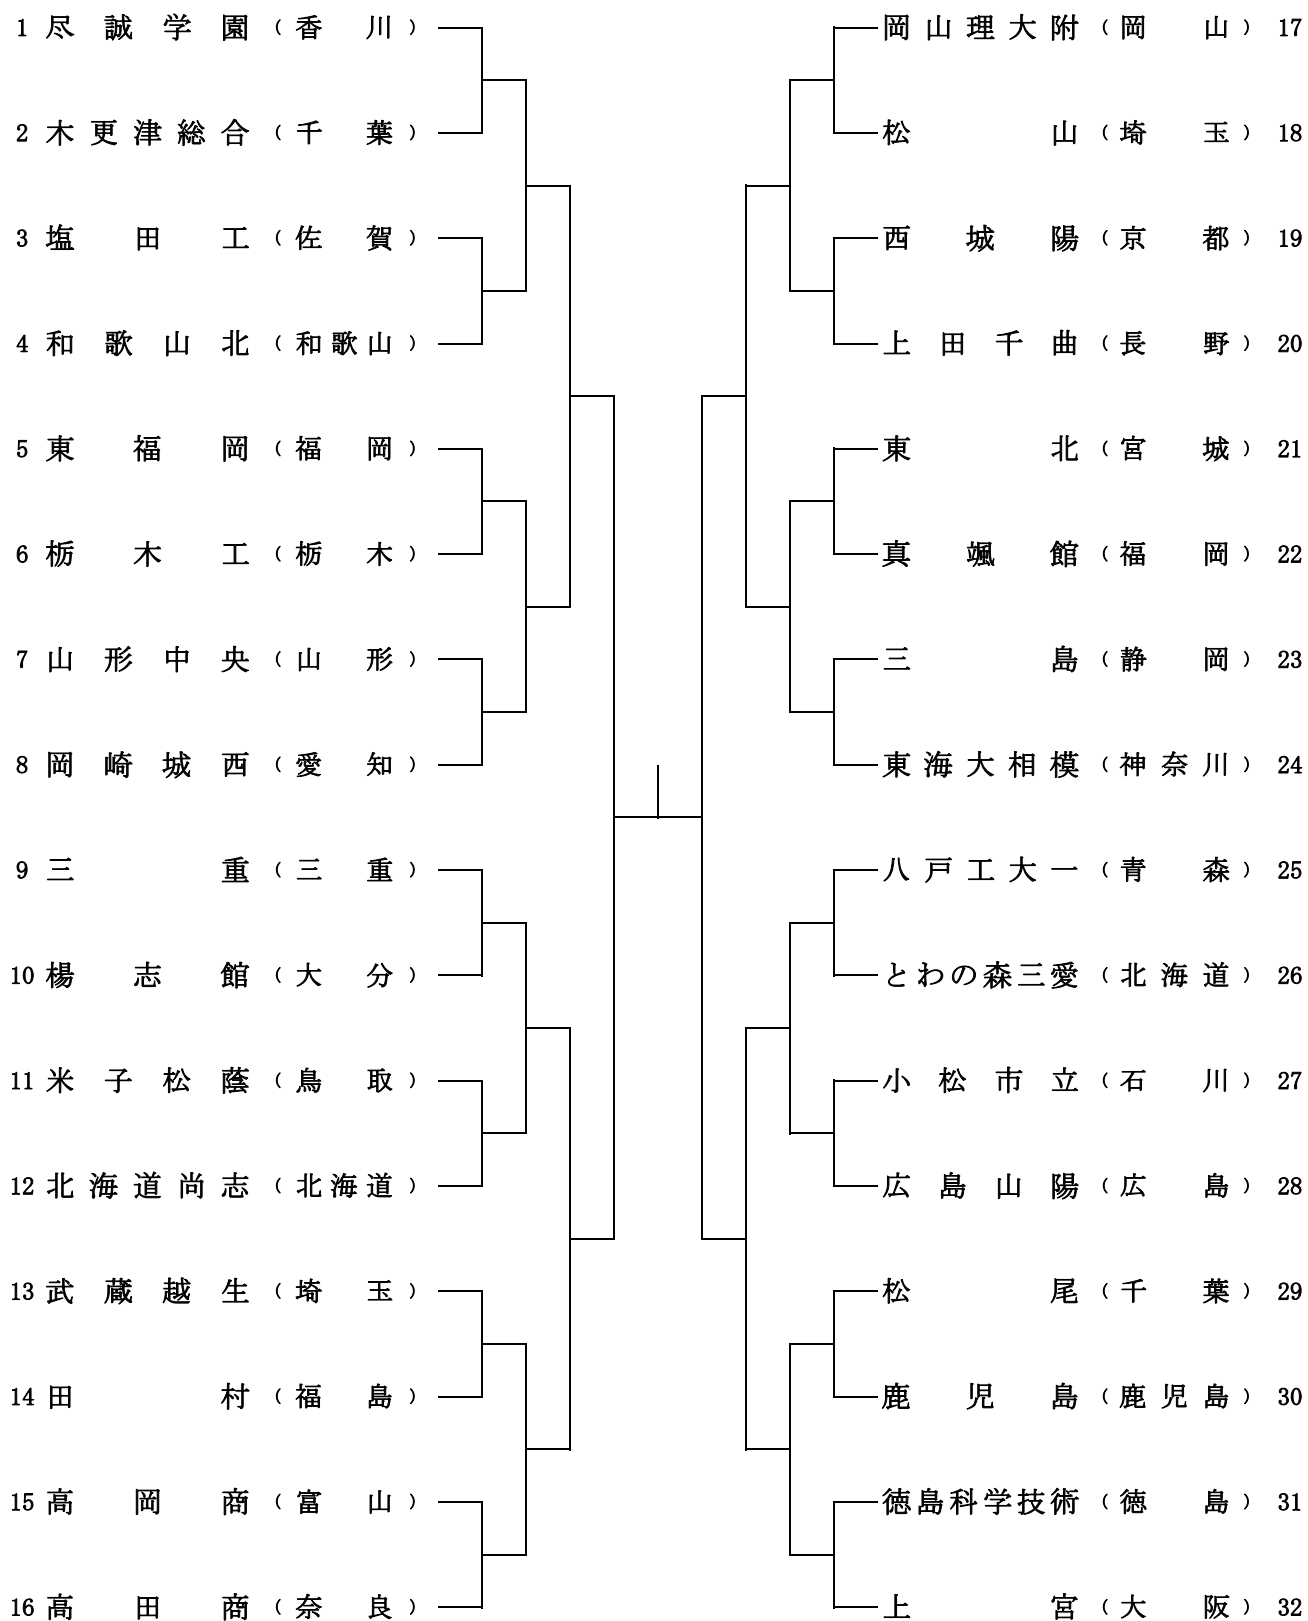 1 尽誠学園（香川）
2 木更津総合（千葉）
3 塩田工（佐賀）
4 和歌山北（和歌山）
5 東福岡（福岡）
6 栃木工（栃木）
7 山形中央（山形）
8 岡崎城西（愛知）
9 三重（三重）
10 楊志館（大分）
11 米子松蔭（鳥取）
12 北海道尚志（北海道）
13 武蔵越生（埼玉）
14 田村（福島）
15 高岡商（富山）
16 高田商（奈良）
岡山理大附（岡山） 17
松山（埼玉） 18
西城陽（京都） 19
上田千曲（長野） 20
東北（宮城） 21
真颯館（福岡） 22
三島（静岡） 23
東海大相模（神奈川） 24
八戸工大一（青森） 25
とわの森三愛（北海道） 26
小松市立（石川） 27
広島山陽（広島） 28
松尾（千葉） 29
鹿児島（鹿児島） 30
徳島科学技術（徳島） 31
上宮（大阪） 32